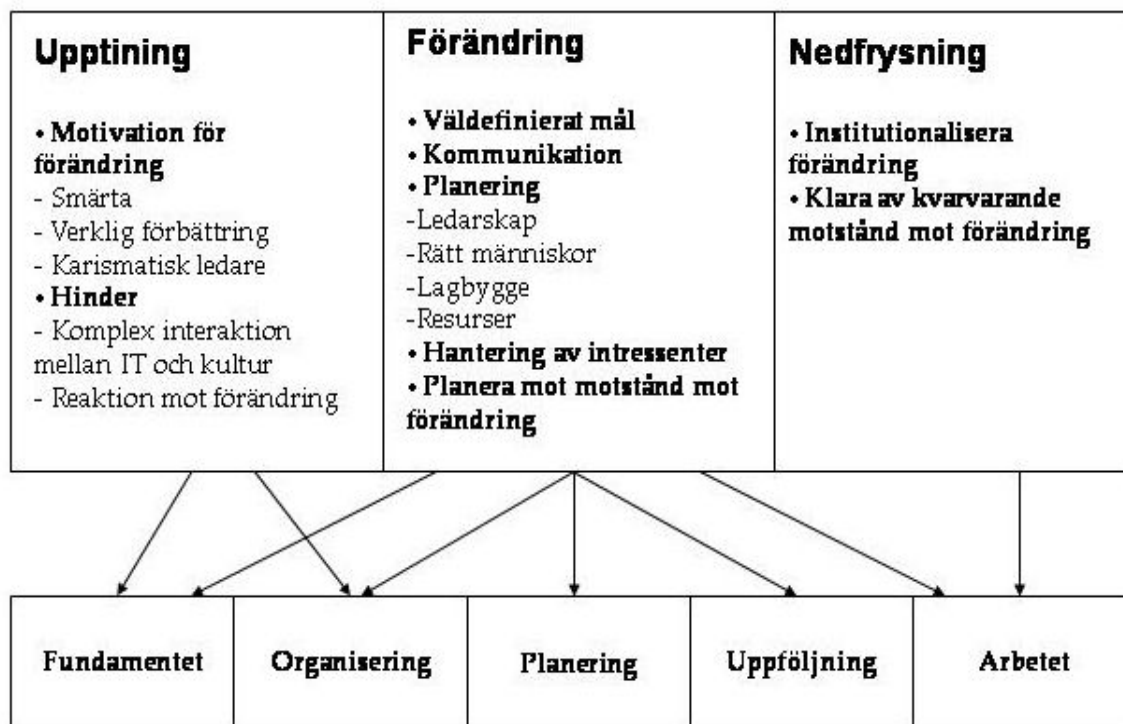 Upptining
• Motivation för
förändring
- Smärta
- Verklig förbättring
- Karismatisk ledare
• Hinder
- Komplex interaktion
mellan IT och kultur
- Reaktion mot förändring
Förändring
• Väldefinierat mål
• Kommunikation
• Planering
-Ledarskap
-Rätt människor
-Lagbygge
-Resurser
• Hantering av intressenter
• Planera mot motstånd mot
förändring
Nedfrysning
• Institutionalisera
förändring
• Klara av kvarvarande
motstånd mot förändring
Fundamentet
Organisering
Planering
Uppföljning
Arbetet